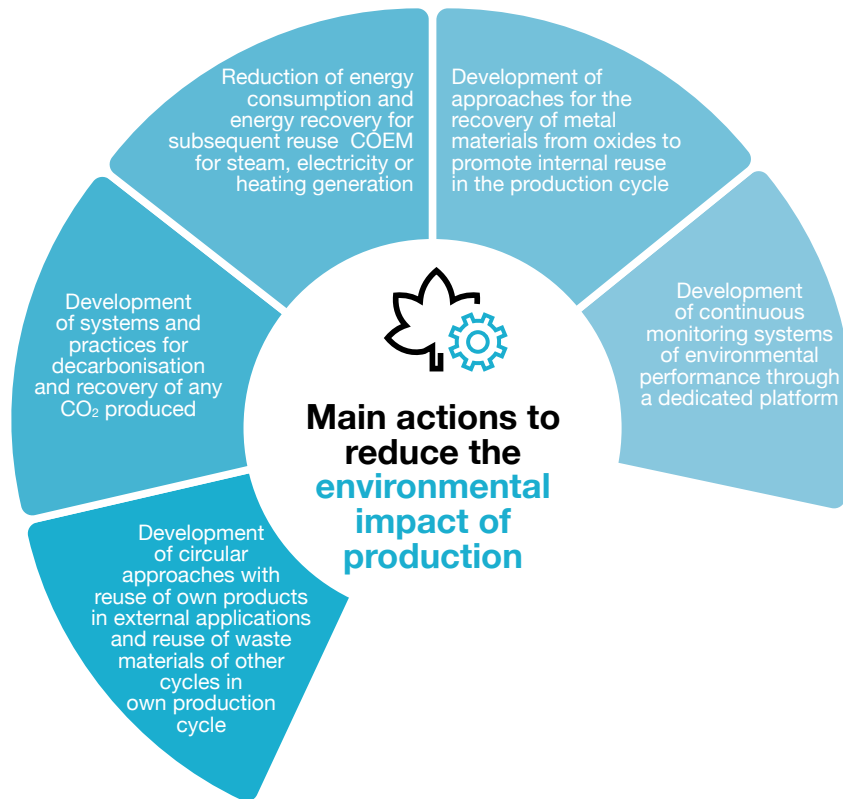 Main actions to
reduce the
environmental
impact of
production
Development
of circular
approaches with
reuse of own products
in external applications
and reuse of waste
materials of other
cycles in
own production
cycle
Development
of systems and
practices for
decarbonisation
and recovery of any
CO₂ produced
Reduction of energy
consumption and
energy recovery for
subsequent reuse  COEM
for steam, electricity or
heating generation
Development of
approaches for the
recovery of metal
materials from oxides to
promote internal reuse
in the production cycle
Development
of continuous
monitoring systems
of environmental
performance through
a dedicated platform